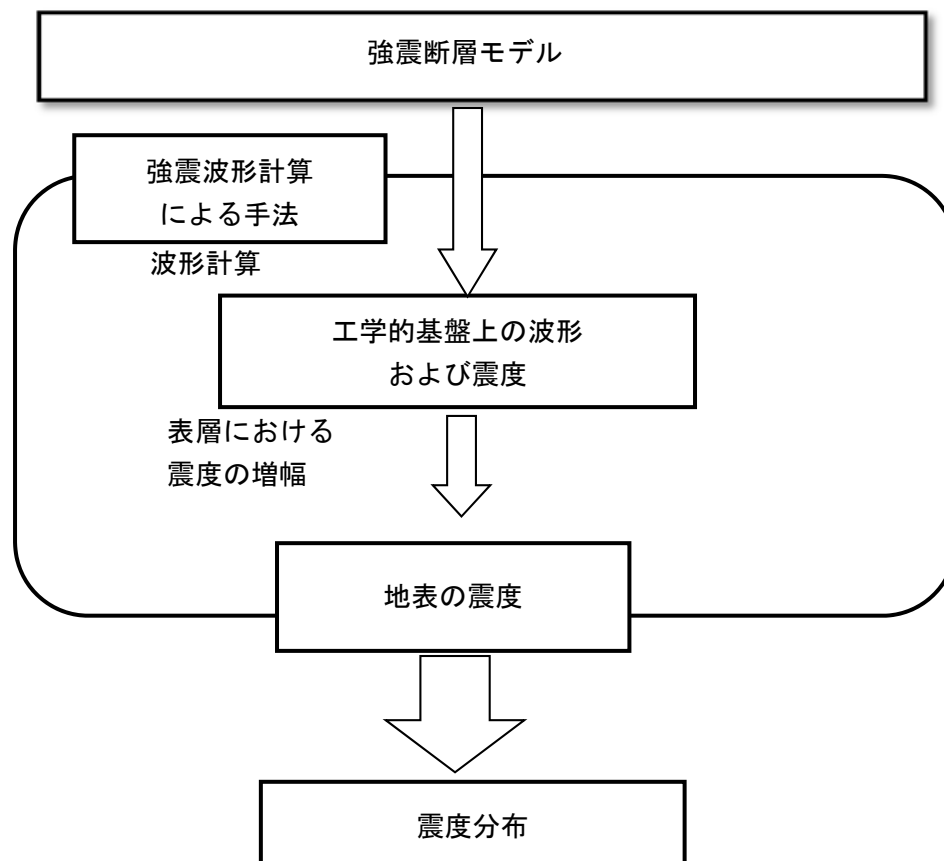 強震断層モデル
強震波形計算
による手法
波形計算
工学的基盤上の波形
および震度
表層における
震度の増幅
地表の震度
震度分布